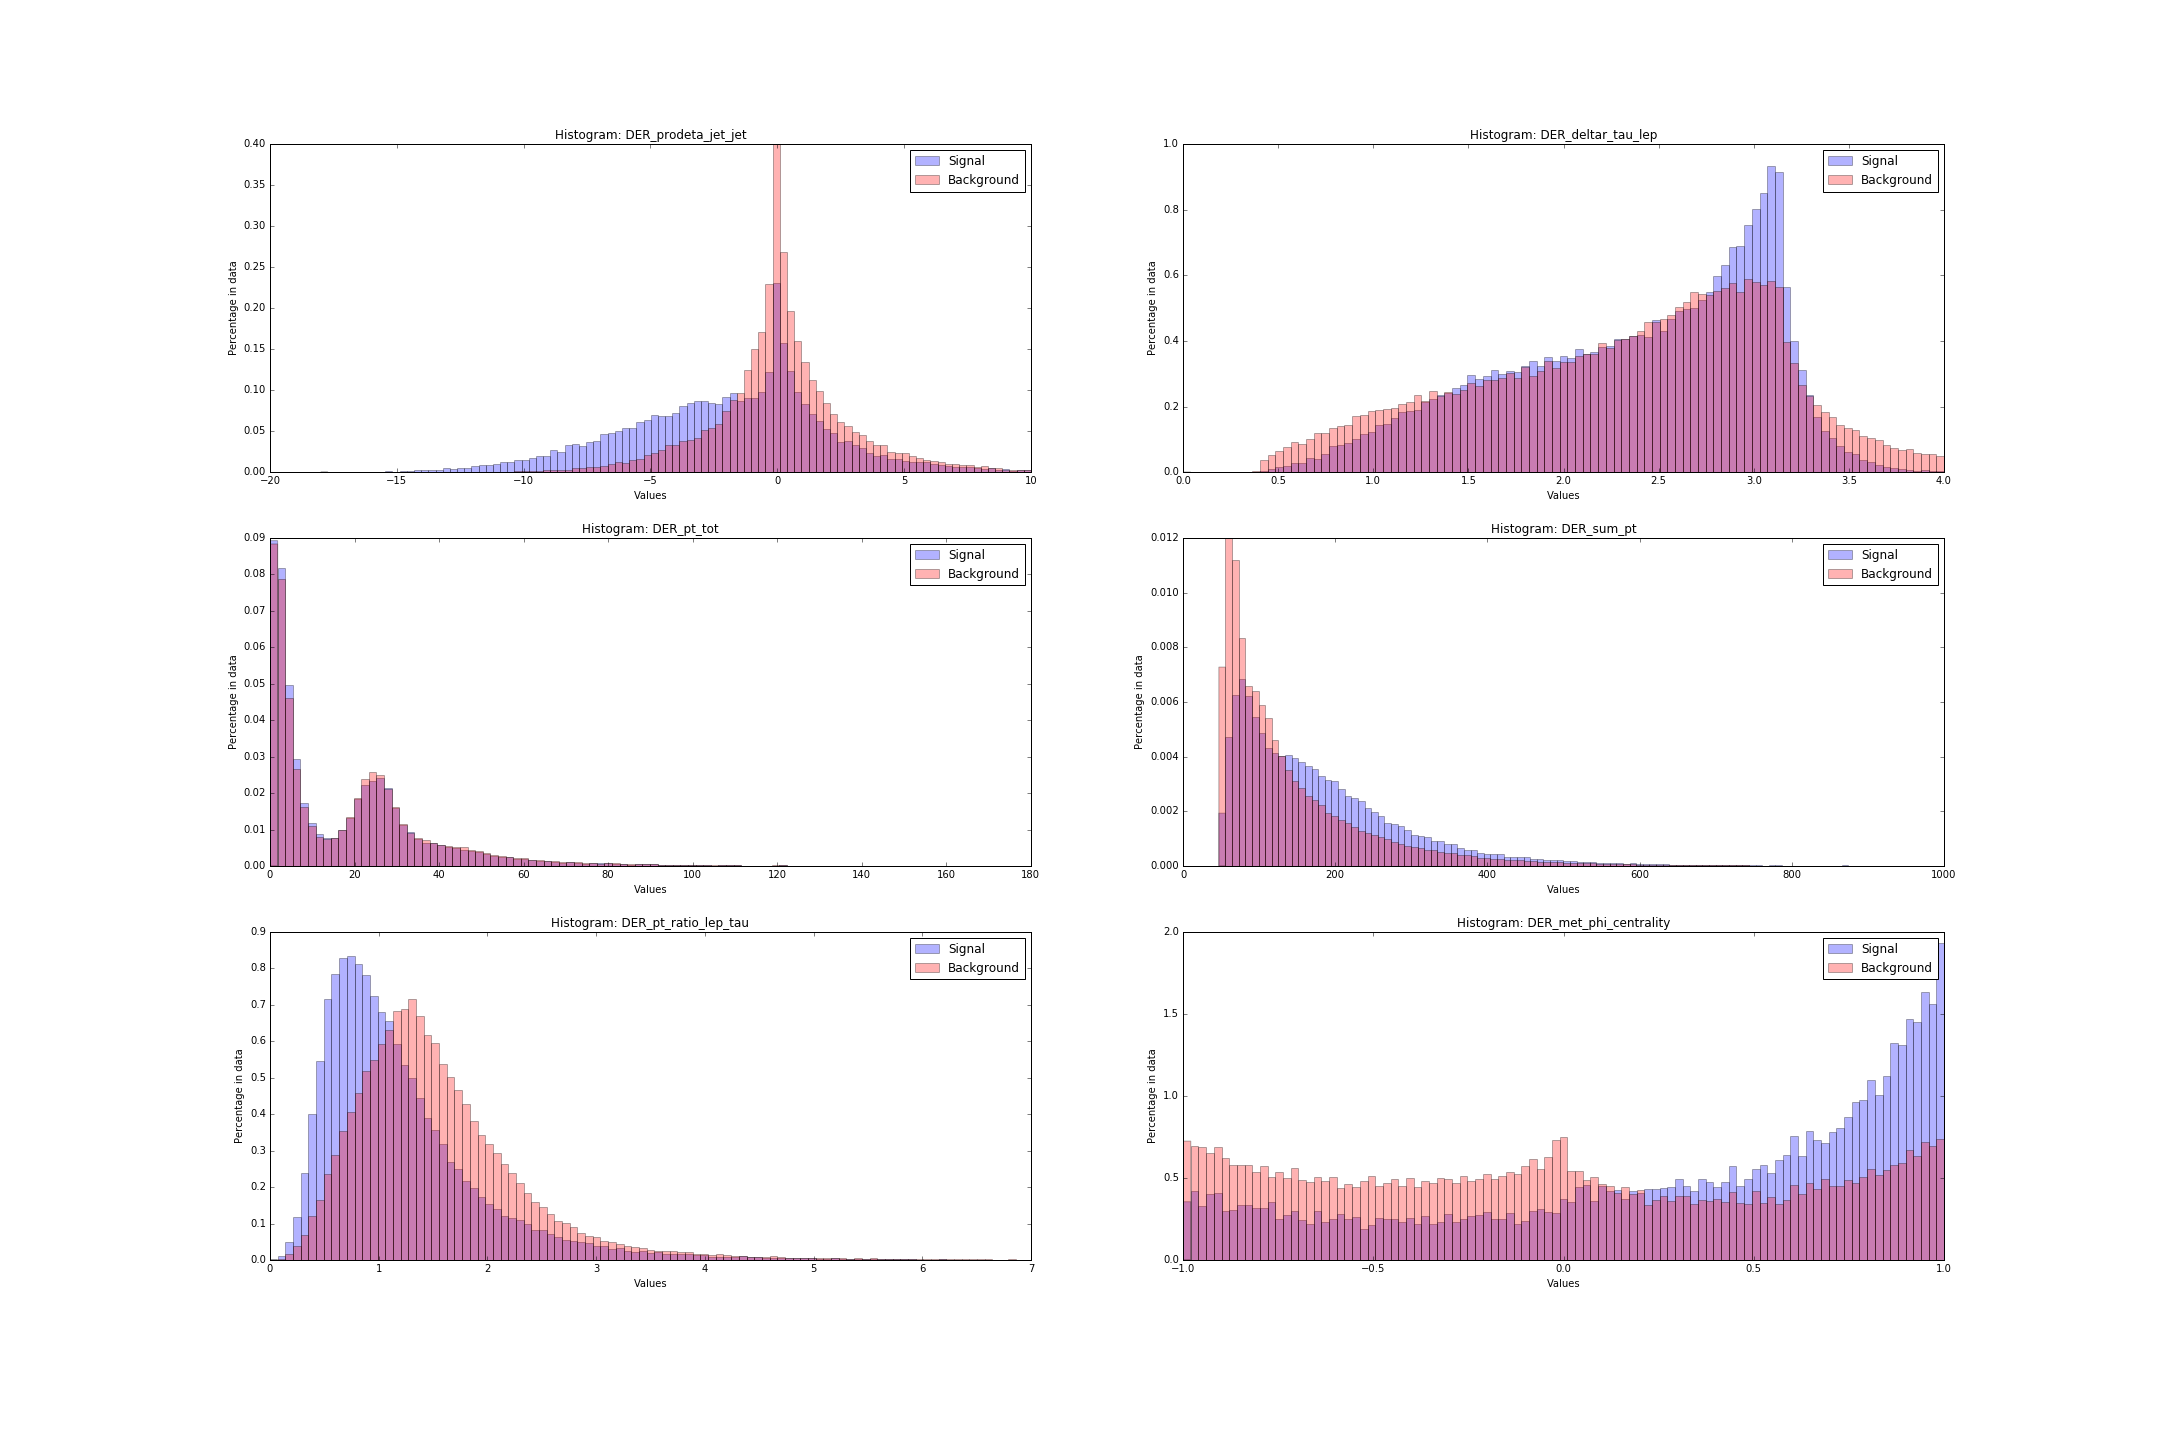 Histogram: DER_prodeta_jet_jet
0.40
0.35
0.30
0.25
0.20
0.15
0.10
0.05
0.00
Percentage in data
Signal
Background
−20 −15 −10 −5 0 5 10
Values
Histogram: DER_deltar_tau_lep
1.0
0.8
0.6
0.4
0.2
0.0
Percentage in data
Signal
Background
0.0 0.5 1.0 1.5 2.0 2.5 3.0 3.5 4.0
Values
Histogram: DER_pt_tot
0.09
0.08
0.07
0.06
0.05
0.04
0.03
0.02
0.01
0.00
Percentage in data
Signal
Background
0 20 40 60 80 100 120 140 160 180
Values
Histogram: DER_sum_pt
0.012
0.010
0.008
0.006
0.004
0.002
0.000
Percentage in data
Signal
Background
0 200 400 600 800 1000
Values
Histogram: DER_pt_ratio_lep_tau
0.9
0.8
0.7
0.6
0.5
0.4
0.3
0.2
0.1
0.0
Percentage in data
Signal
Background
0 1 2 3 4 5 6 7
Values
Histogram: DER_met_phi_centrality
2.0
1.5
1.0
0.5
0.0
Percentage in data
Signal
Background
−1.0 −0.5 0.0 0.5 1.0
Values